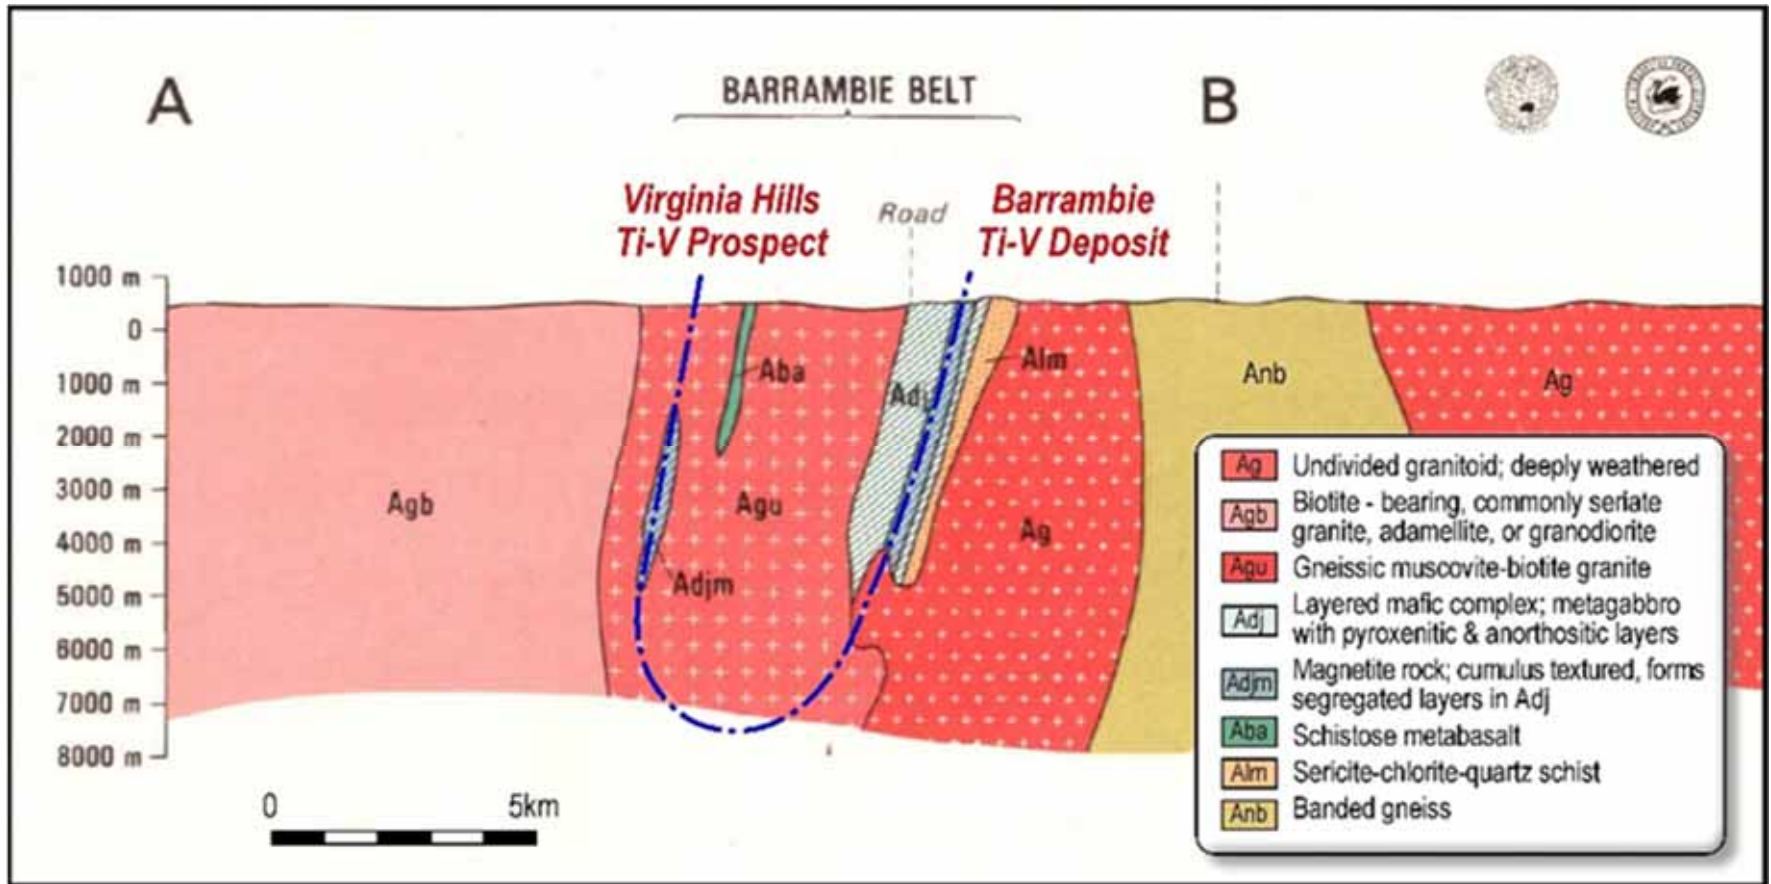 A
BARRAMBIE BELT
B
Virginia Hills
Ti-V Prospect
Road
Barrambie
Ti-V Deposit
1000 m
0
1000 m
2000 m
3000 m
4000 m
5000 m
6000 m
7000 m
8000 m
Agb
Aba
Agu
Adjm
Adj
Alm
Ag
Anb
Ag
Ag Undivided granitoid; deeply weathered
Agb Biotite - bearing, commonly seriate
granite, adamellite, or granodiorite
Agu Gneissic muscovite-biotite granite
Adj Layered mafic complex; metagabbro
with pyroxenitic & anorthositic layers
Adjm Magnetite rock; cumulus textured, forms
segregated layers in Adj
Aba Schistose metabasalt
Alm Sericite-chlorite-quartz schist
Anb Banded gneiss
0 5km